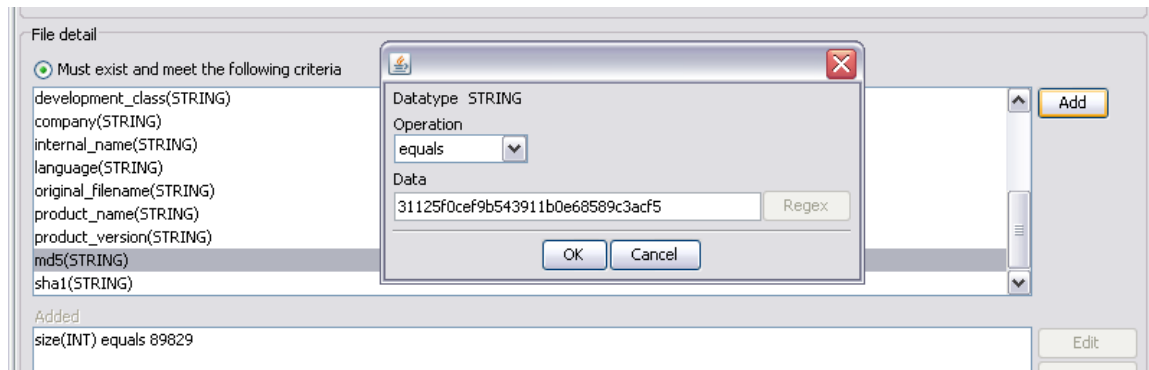 File detail
Must exist and meet the following criteria
development_class(STRING)
company(STRING)
internal_name(STRING)
language(STRING)
original_filename(STRING)
product_name(STRING)
product_version(STRING)
md5(STRING)
sha1(STRING)
Add
Datatype STRING
Operation
equals
Data
31125f0cef9b543911b0e68589c3acf5
Regex
OK Cancel
Added
size(INT) equals 89829
Edit